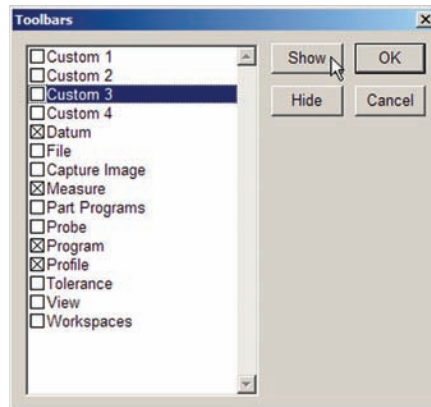 Toolbars
Custom 1
Custom 2
Custom 3
Custom 4
Datum
File
Capture Image
Measure
Part Programs
Probe
Program
Profile
Tolerance
View
Workspaces
Show
OK
Hide
Cancel